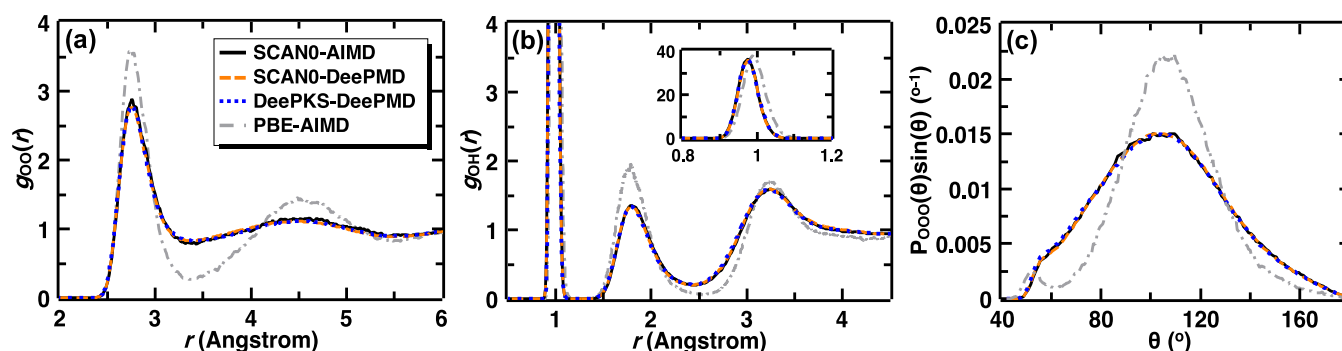 (a)
SCAN0-AIMD
SCAN0-DeePMD
DeePKS-DeePMD
PBE-AIMD
gOO(r)
4
3
2
1
0
2 3 4 5 6
r (Angstrom)
(b)
gOH(r)
4
3
2
1
0
1 2 3 4
r (Angstrom)
40
20
0
0.8 1 1.2
(c)
POOO(θ)sin(θ) (o-1)
0.025
0.02
0.015
0.01
0.005
0
40 80 120 160
θ (o)